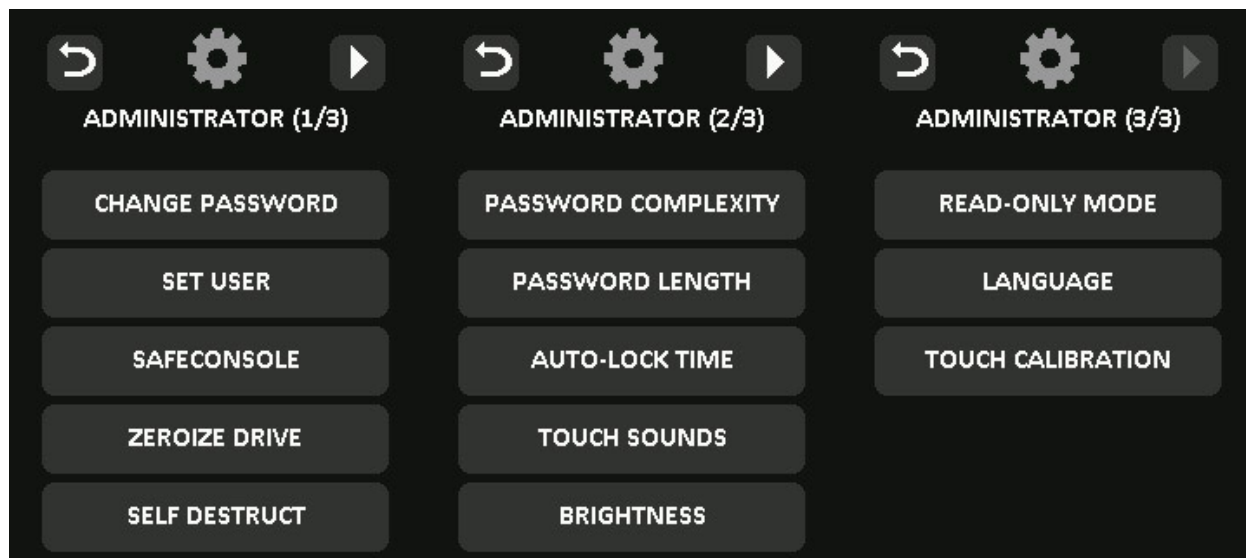 ADMINISTRATOR (1/3)
CHANGE PASSWORD
SET USER
SAFECONSOLE
ZEROIZE DRIVE
SELF DESTRUCT
ADMINISTRATOR (2/3)
PASSWORD COMPLEXITY
PASSWORD LENGTH
AUTO-LOCK TIME
TOUCH SOUNDS
BRIGHTNESS
ADMINISTRATOR (3/3)
READ-ONLY MODE
LANGUAGE
TOUCH CALIBRATION